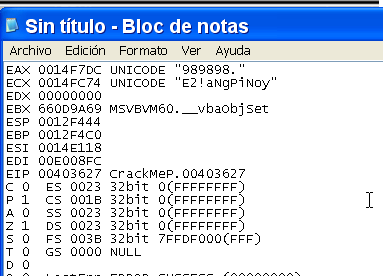 Sin título - Bloc de notas
Archivo Edición Formato Ver Ayuda
EAX 0014F7DC UNICODE "989898."
ECX 0014FC74 UNICODE "E2!aNgPiNoy"
EDX 00000000
EBX 660D9A69 MSVBVM60.__vbaObjSet
ESP 0012F444
EBP 0012F4C0
ESI 0014E118
EDI 00E008FC
EIP 00403627 CrackMeP.00403627
C 0 ES 0023 32bit 0(FFFFFFFF)
P 1 CS 001B 32bit 0(FFFFFFFF)
A 0 SS 0023 32bit 0(FFFFFFFF)
Z 1 DS 0023 32bit 0(FFFFFFFF)
S 0 FS 003B 32bit 7FFDF000(FFF)
T 0 GS 0000 NULL
D 0